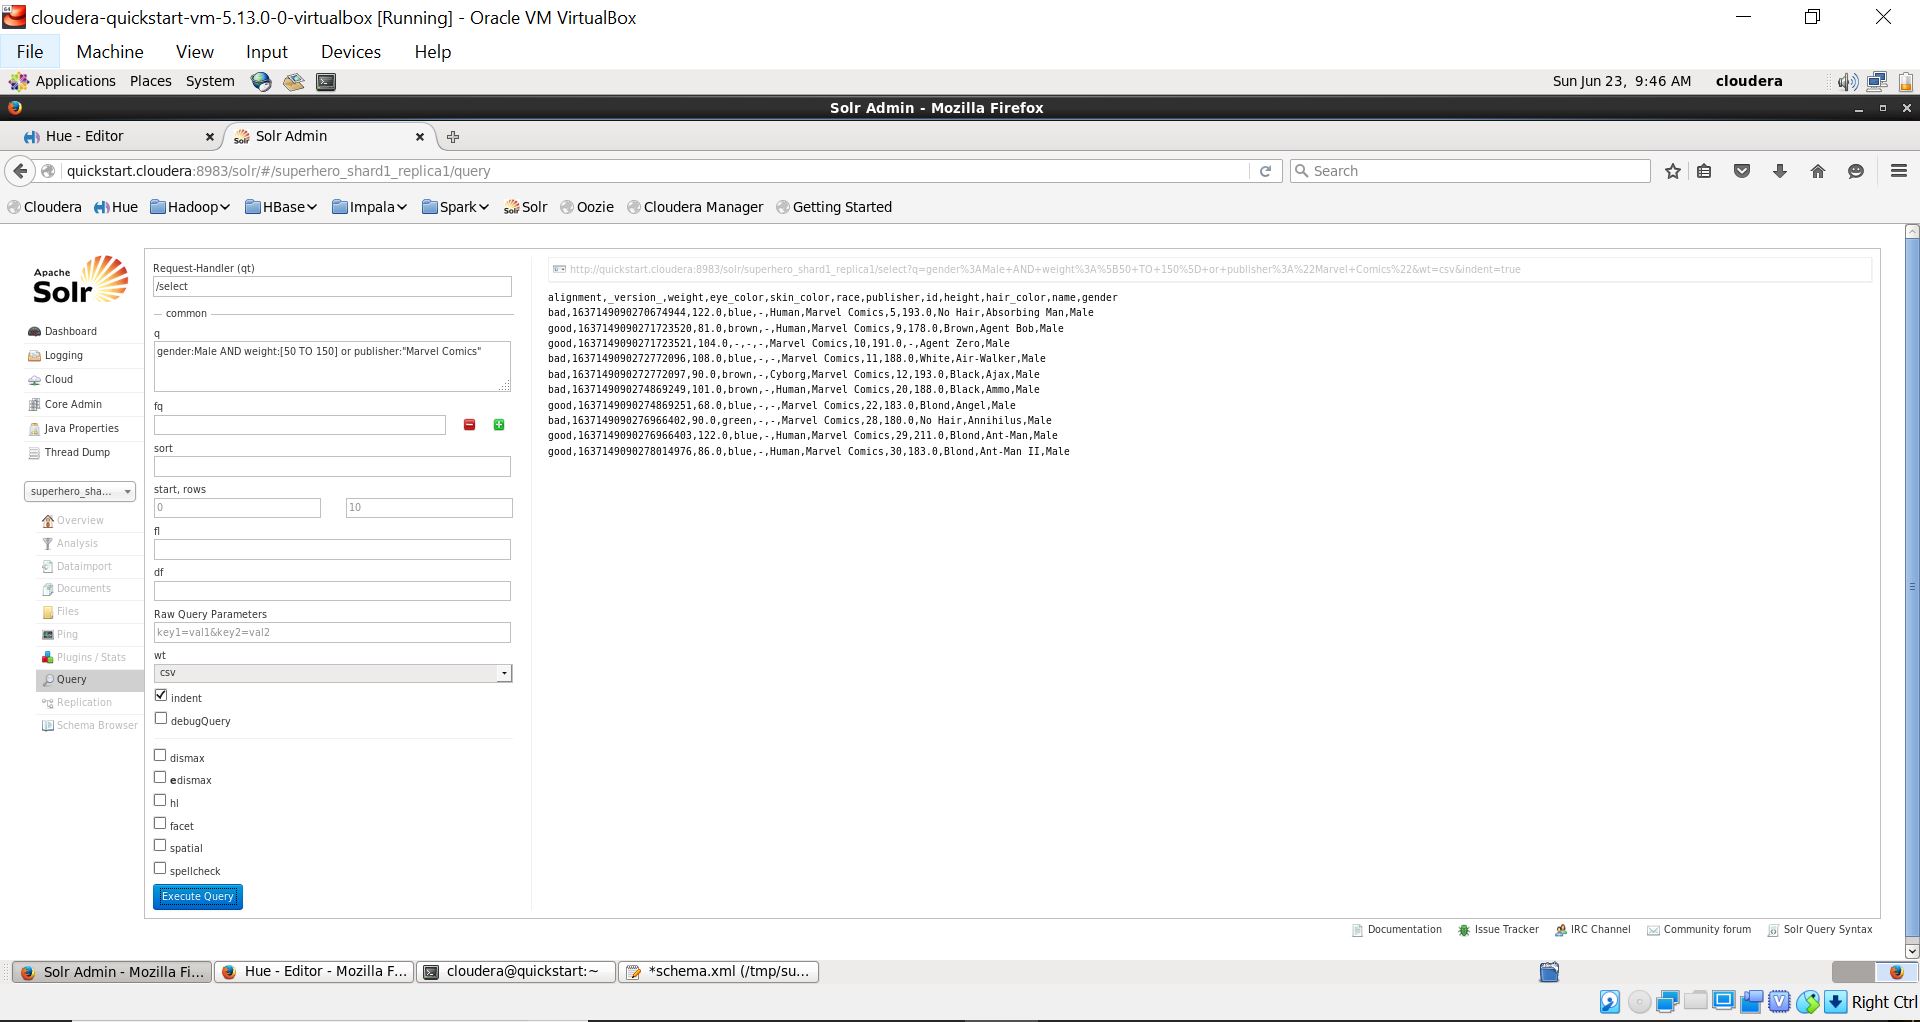 cloudera-quickstart-vm-5.13.0-0-virtualbox [Running] - Oracle VM VirtualBox
File Machine View Input Devices Help
Applications Places System Sun Jun 23, 9:46 AM cloudera
Solr Admin - Mozilla Firefox
Hue - Editor Solr Admin
quickstart.cloudera:8983/solr/#/superhero_shard1_replica1/query Search
Cloudera Hue Hadoop HBase Impala Spark Solr Oozie Cloudera Manager Getting Started
Apache
Solr
Dashboard
Logging
Cloud
Core Admin
Java Properties
Thread Dump
superhero_sha...
Overview
Analysis
Dataimport
Documents
Files
Ping
Plugins / Stats
Query
Replication
Schema Browser
Request-Handler (qt)
/select
common
q
gender:Male AND weight:[50 TO 150] or publisher:"Marvel Comics"
fq
sort
start, rows
0 10
fl
df
Raw Query Parameters
key1=val1&key2=val2
wt
csv
indent
debugQuery
dismax
edismax
hl
facet
spatial
spellcheck
Execute Query
http://quickstart.cloudera:8983/solr/superhero_shard1_replica1/select?q=gender%3AMale+AND+weight%3A%5B50+TO+150%5D+or+publisher%3A%22Marvel+Comics%22&wt=csv&indent=true
alignment,_version_,weight,eye_color,skin_color,race,publisher,id,height,hair_color,name,gender
bad,1637149090270674944,122.0,blue,-,Human,Marvel Comics,5,193.0,No Hair,Absorbing Man,Male
good,1637149090271723520,81.0,brown,-,Human,Marvel Comics,9,178.0,Brown,Agent Bob,Male
good,1637149090271723521,104.0,-,-,-,Marvel Comics,10,191.0,-,Agent Zero,Male
bad,1637149090272772096,108.0,blue,-,-,Marvel Comics,11,188.0,White,Air-Walker,Male
bad,1637149090272772097,90.0,brown,-,Cyborg,Marvel Comics,12,193.0,Black,Ajax,Male
bad,1637149090274869249,101.0,brown,-,Human,Marvel Comics,20,188.0,Black,Ammo,Male
good,1637149090274869251,68.0,blue,-,-,Marvel Comics,22,183.0,Blond,Angel,Male
bad,1637149090276966402,90.0,green,-,-,Marvel Comics,28,180.0,No Hair,Annihilus,Male
good,1637149090276966403,122.0,blue,-,Human,Marvel Comics,29,211.0,Blond,Ant-Man,Male
good,1637149090278014976,86.0,blue,-,Human,Marvel Comics,30,183.0,Blond,Ant-Man II,Male
Documentation Issue Tracker IRC Channel Community forum Solr Query Syntax
Solr Admin - Mozilla Fi... Hue - Editor - Mozilla F... cloudera@quickstart:~ *schema.xml (/tmp/su...
Right Ctrl